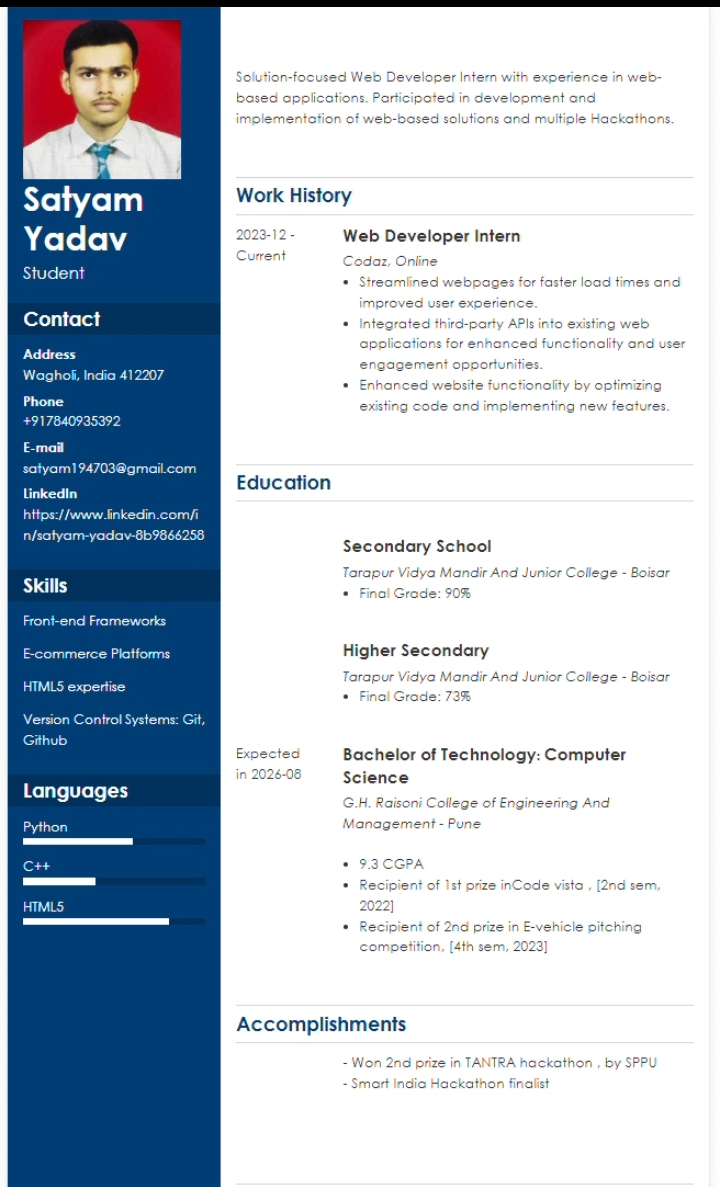 Satyam
Yadav
Student
Contact
Address
Wagholi, India 412207
Phone
+917840935392
E-mail
satyam194703@gmail.com
LinkedIn
https://www.linkedin.com/i
n/satyam-yadav-8b9866258
Skills
Front-end Frameworks
E-commerce Platforms
HTML5 expertise
Version Control Systems: Git,
Github
Languages
Python
C++
HTML5
Solution-focused Web Developer Intern with experience in web-
based applications. Participated in development and
implementation of web-based solutions and multiple Hackathons.
Work History
2023-12 -
Current
Web Developer Intern
Codaz, Online
• Streamlined webpages for faster load times and
improved user experience.
• Integrated third-party APIs into existing web
applications for enhanced functionality and user
engagement opportunities.
• Enhanced website functionality by optimizing
existing code and implementing new features.
Education
Secondary School
Tarapur Vidya Mandir And Junior College - Boisar
• Final Grade: 90%
Higher Secondary
Tarapur Vidya Mandir And Junior College - Boisar
• Final Grade: 73%
Expected
in 2026-08
Bachelor of Technology: Computer
Science
G.H. Raisoni College of Engineering And
Management - Pune
• 9.3 CGPA
• Recipient of 1st prize inCode vista , [2nd sem,
2022]
• Recipient of 2nd prize in E-vehicle pitching
competition, [4th sem, 2023]
Accomplishments
- Won 2nd prize in TANTRA hackathon , by SPPU
- Smart India Hackathon finalist